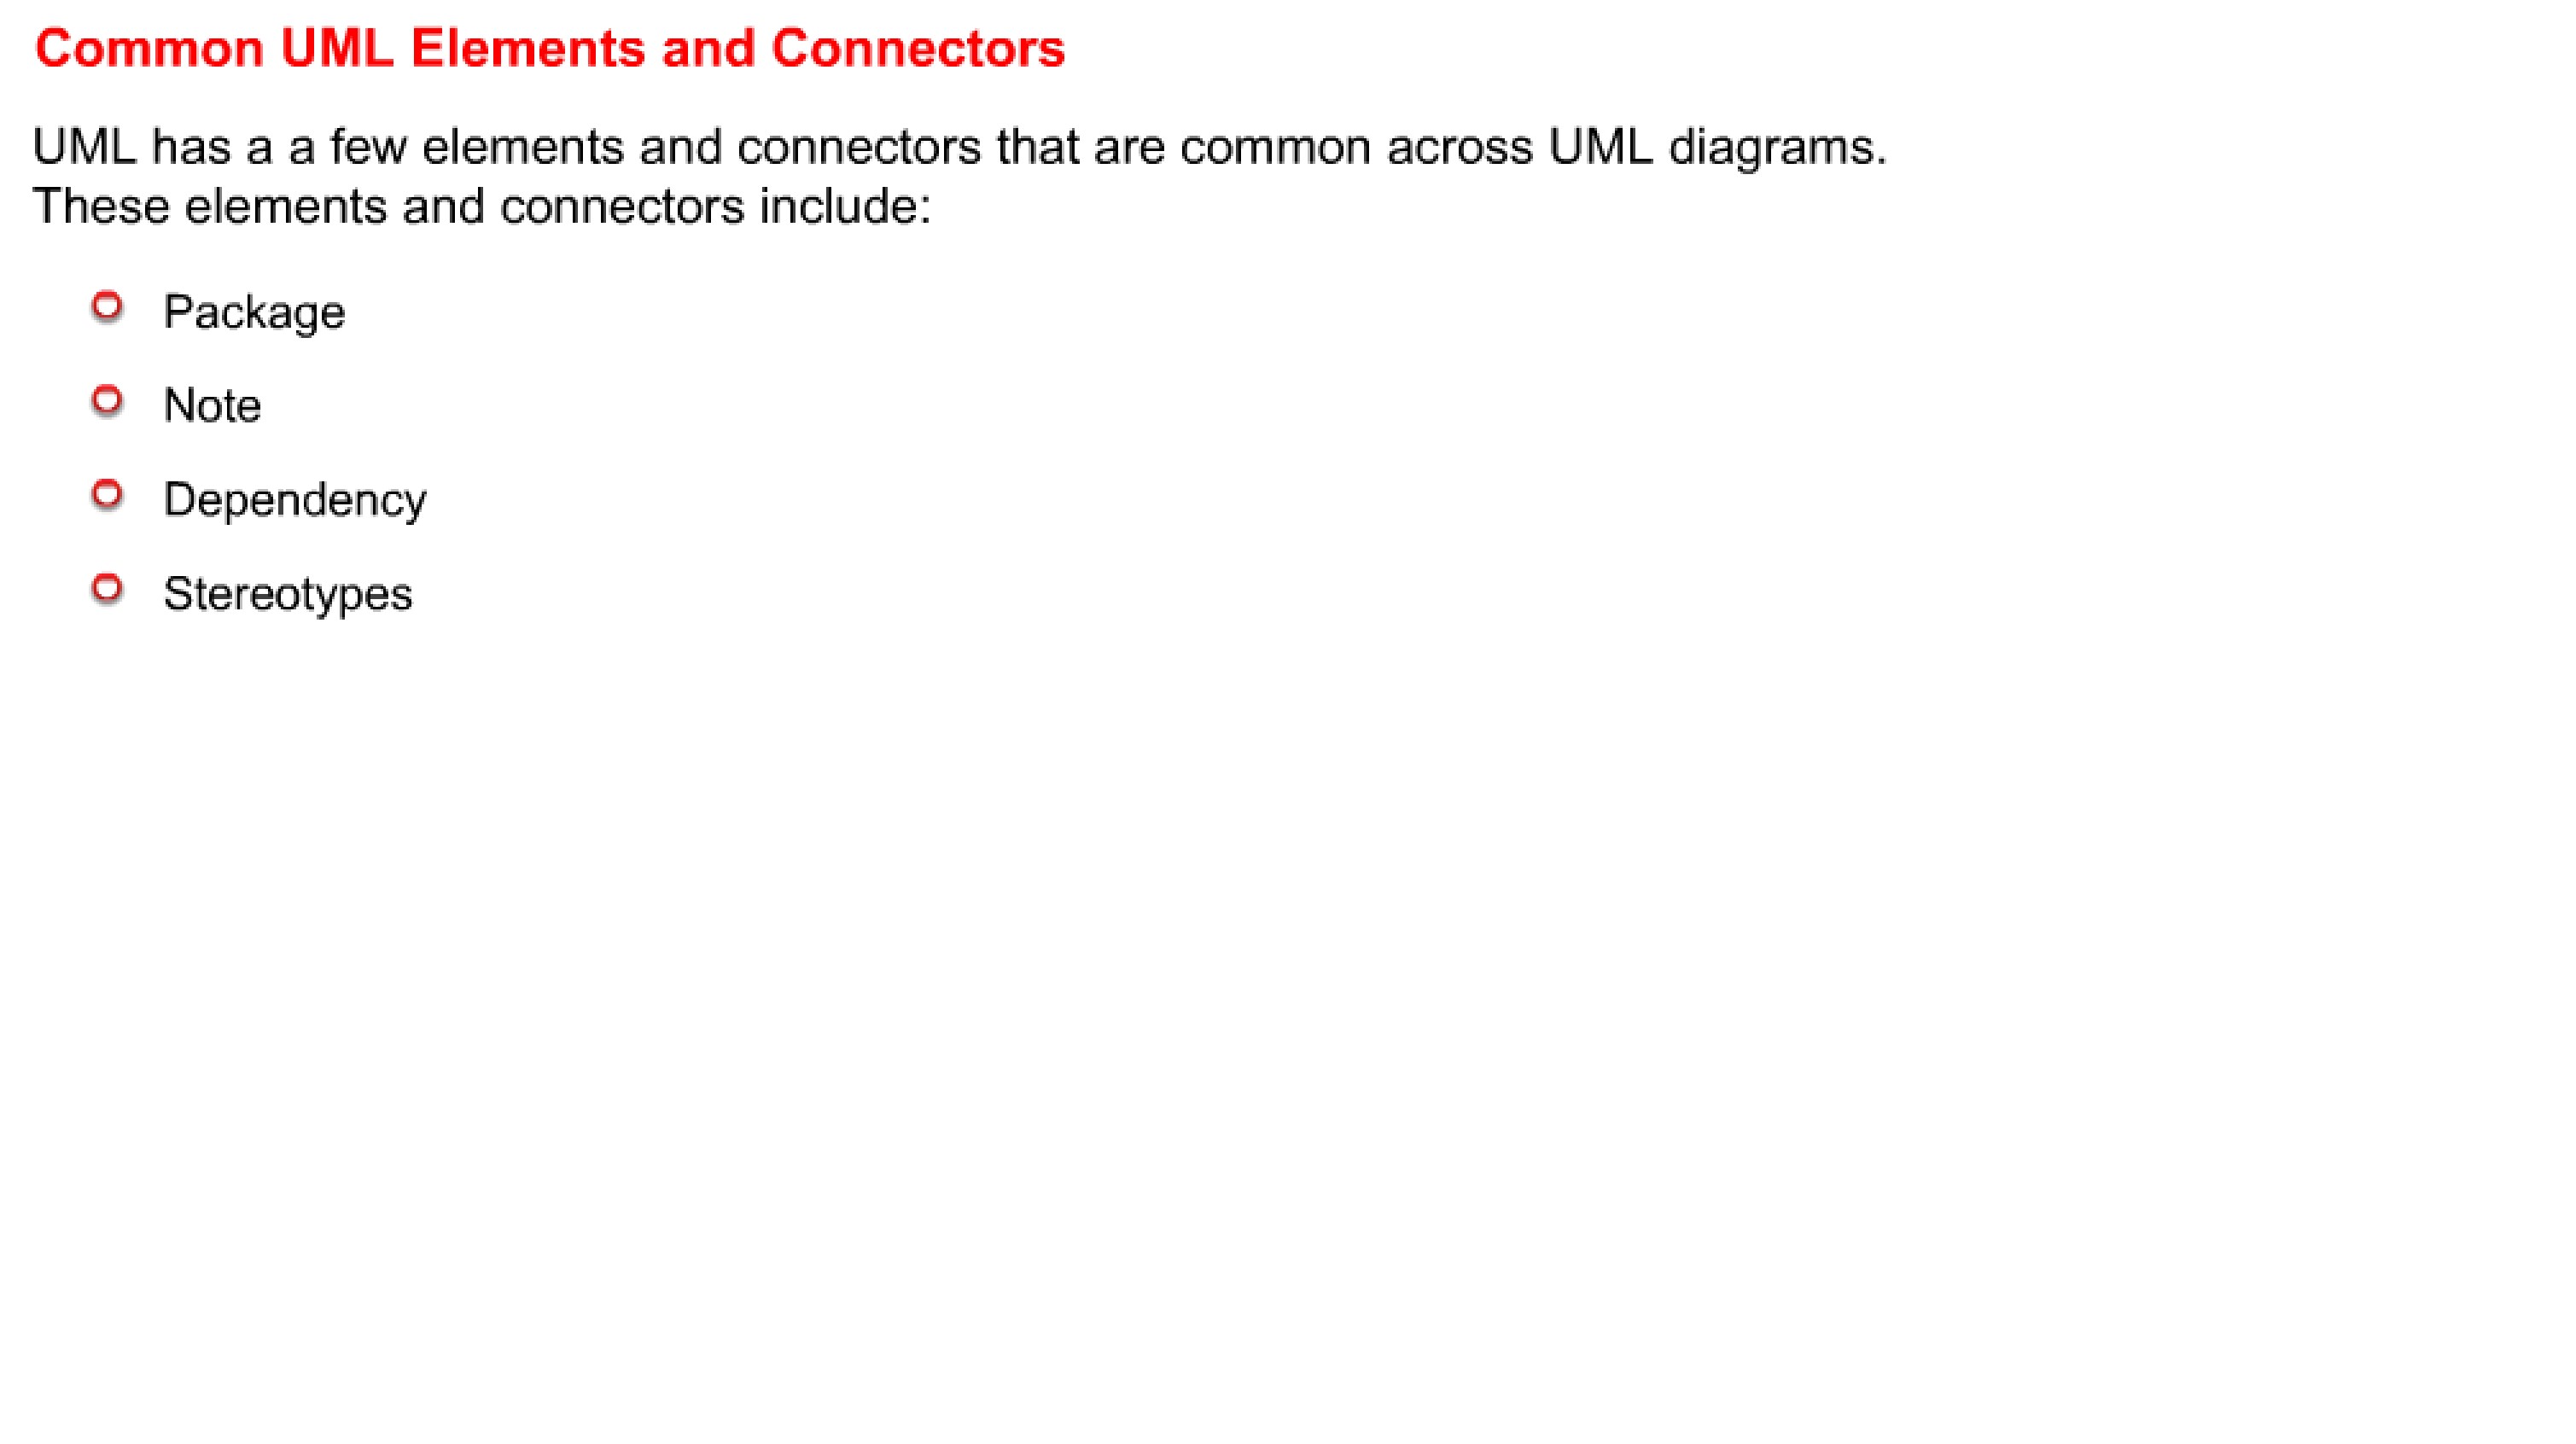 Common UML Elements and Connectors
UML has a a few elements and connectors that are common across UML diagrams.
These elements and connectors include:
Package
Note
Dependency
Stereotypes